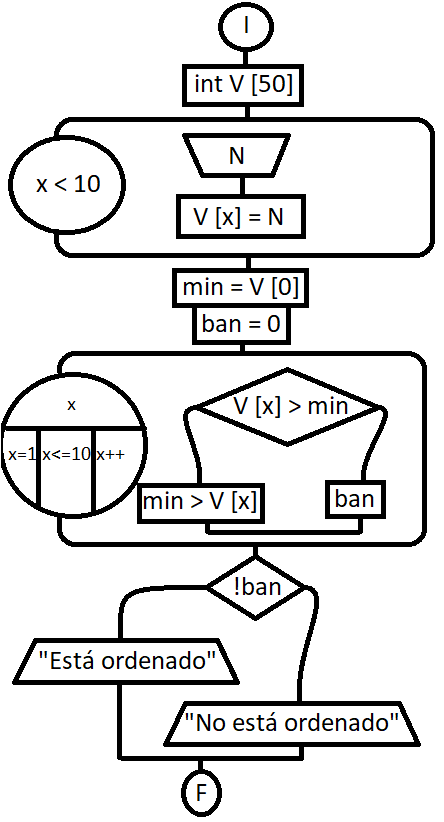 I
int V [50]
x < 10
N
V [x] = N
min = V [0]
ban = 0
x
x=1 x<=10 x++
V [x] > min
min > V [x]
ban
!ban
"Está ordenado"
"No está ordenado"
F